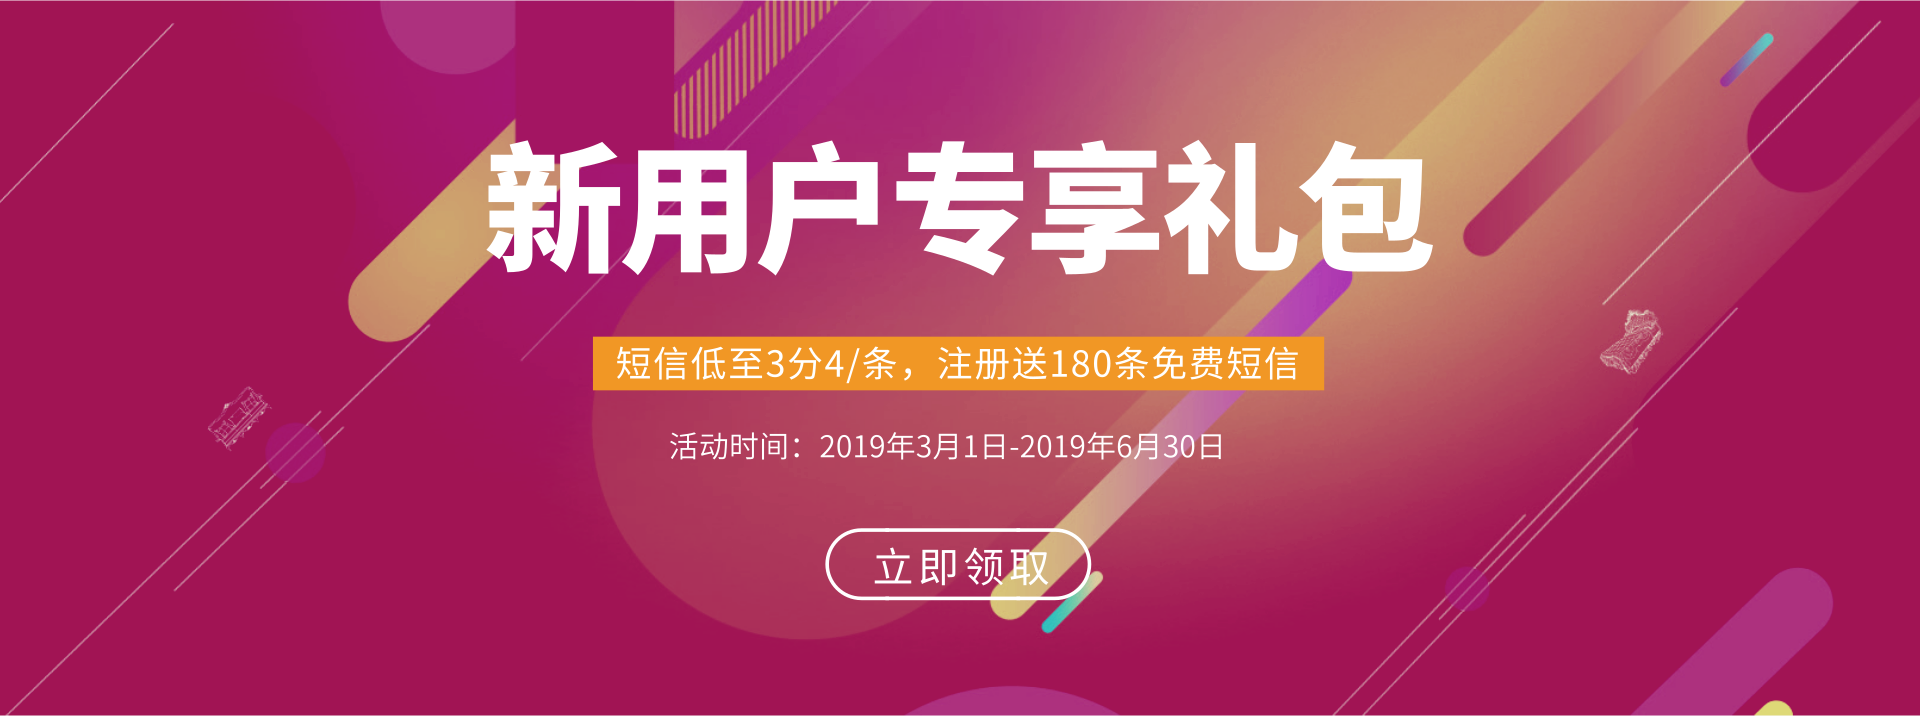 新用户专享礼包
短信低至3分4/条，注册送180条免费短信
活动时间：2019年3月1日-2019年6月30日
立即领取